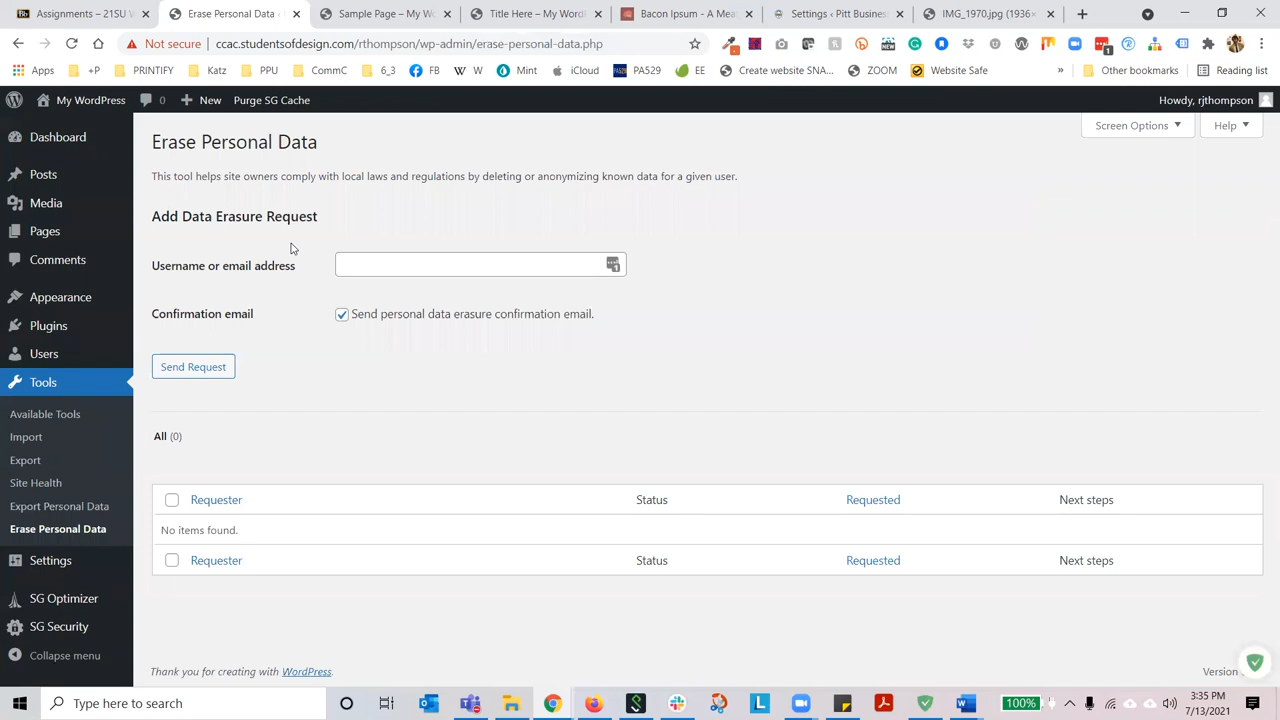 Assignments – 21SU W
Erase Personal Data ‹
Sample Page – My Wo
Title Here – My WordP
Bacon Ipsum - A Meat
Settings ‹ Pitt Business
IMG_1970.jpg (1936×
Not secure
ccac.studentsofdesign.com/rthompson/wp-admin/erase-personal-data.php
Apps
+P
PRINTIFY
Katz
PPU
CommC
6_3
FB
W
Mint
iCloud
PA529
EE
Create website SNA...
ZOOM
Website Safe
»
Other bookmarks
Reading list
My WordPress
0
New
Purge SG Cache
Howdy, rjthompson
Dashboard
Posts
Media
Pages
Comments
Appearance
Plugins
Users
Tools
Available Tools
Import
Export
Site Health
Export Personal Data
Erase Personal Data
Settings
SG Optimizer
SG Security
Collapse menu
Screen Options
Help
Erase Personal Data
This tool helps site owners comply with local laws and regulations by deleting or anonymizing known data for a given user.
Add Data Erasure Request
Username or email address
Confirmation email
Send personal data erasure confirmation email.
Send Request
All (0)
Requester Status Requested Next steps
No items found.
Requester Status Requested Next steps
Thank you for creating with WordPress.
Version
Type here to search
100%
3:35 PM
7/13/2021